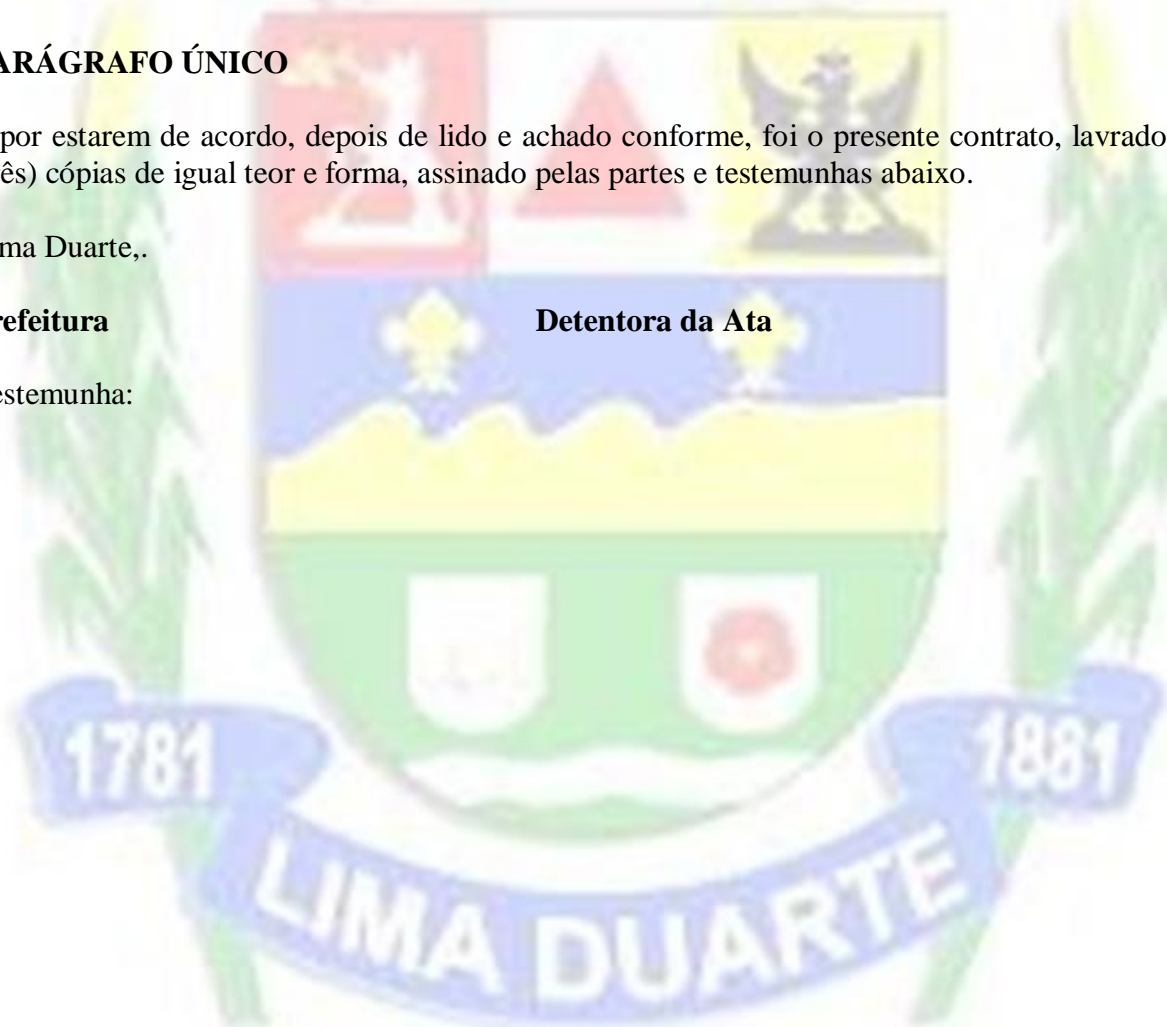 ARÁGRAFO ÚNICO
por estarem de acordo, depois de lido e achado conforme, foi o presente contrato, lavrado
ês) cópias de igual teor e forma, assinado pelas partes e testemunhas abaixo.
ma Duarte,.
refeitura Detentora da Ata
estemunha:
1781 1881
LIMA DUARTE